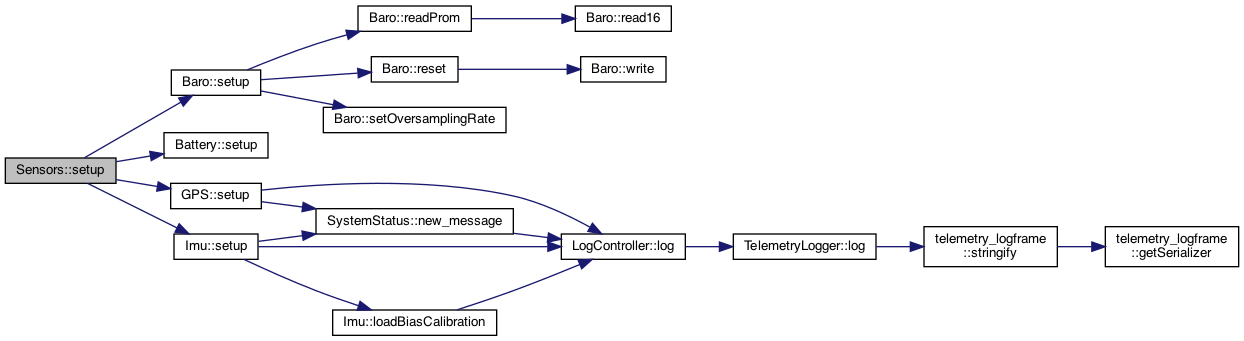 Baro::readProm
Baro::read16
Baro::setup
Baro::reset
Baro::write
Baro::setOversamplingRate
Battery::setup
Sensors::setup
GPS::setup
SystemStatus::new_message
Imu::setup
LogController::log
TelemetryLogger::log
telemetry_logframe
::stringify
telemetry_logframe
::getSerializer
Imu::loadBiasCalibration